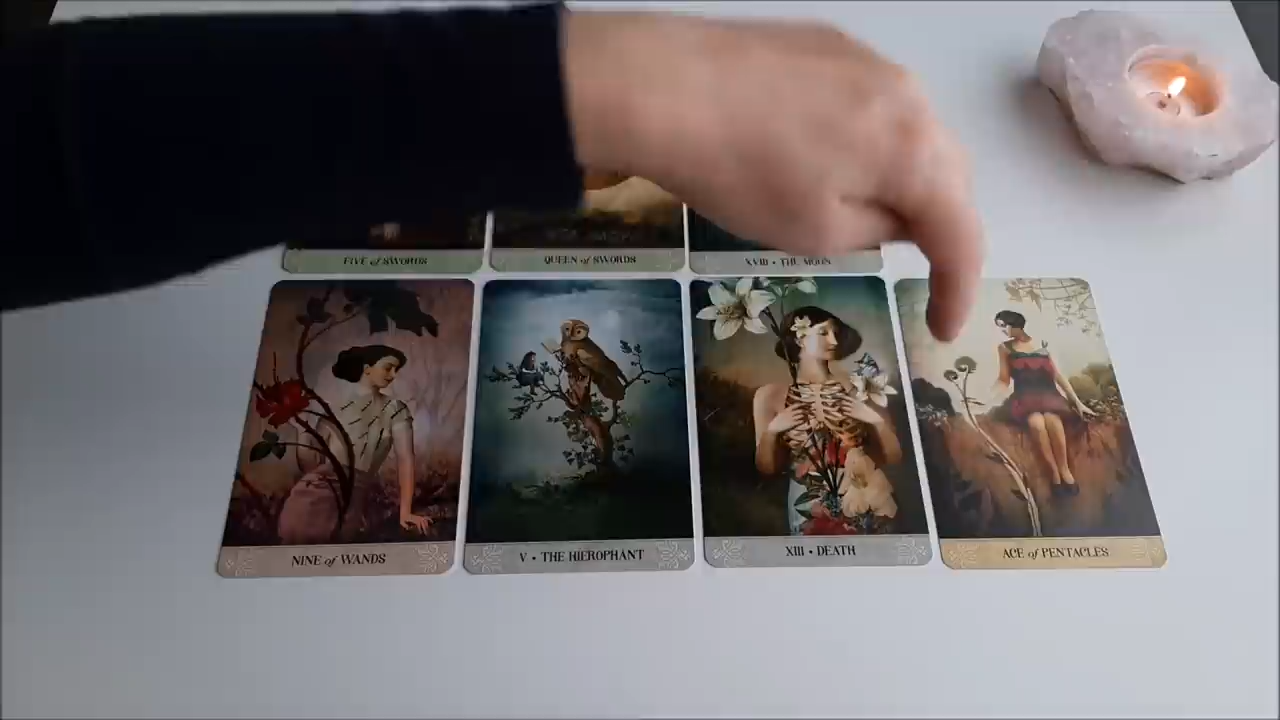 FIVE of SWORDS
QUEEN of SWORDS
XVIII • THE MOON
NINE of WANDS
V • THE HIEROPHANT
XIII • DEATH
ACE of PENTACLES